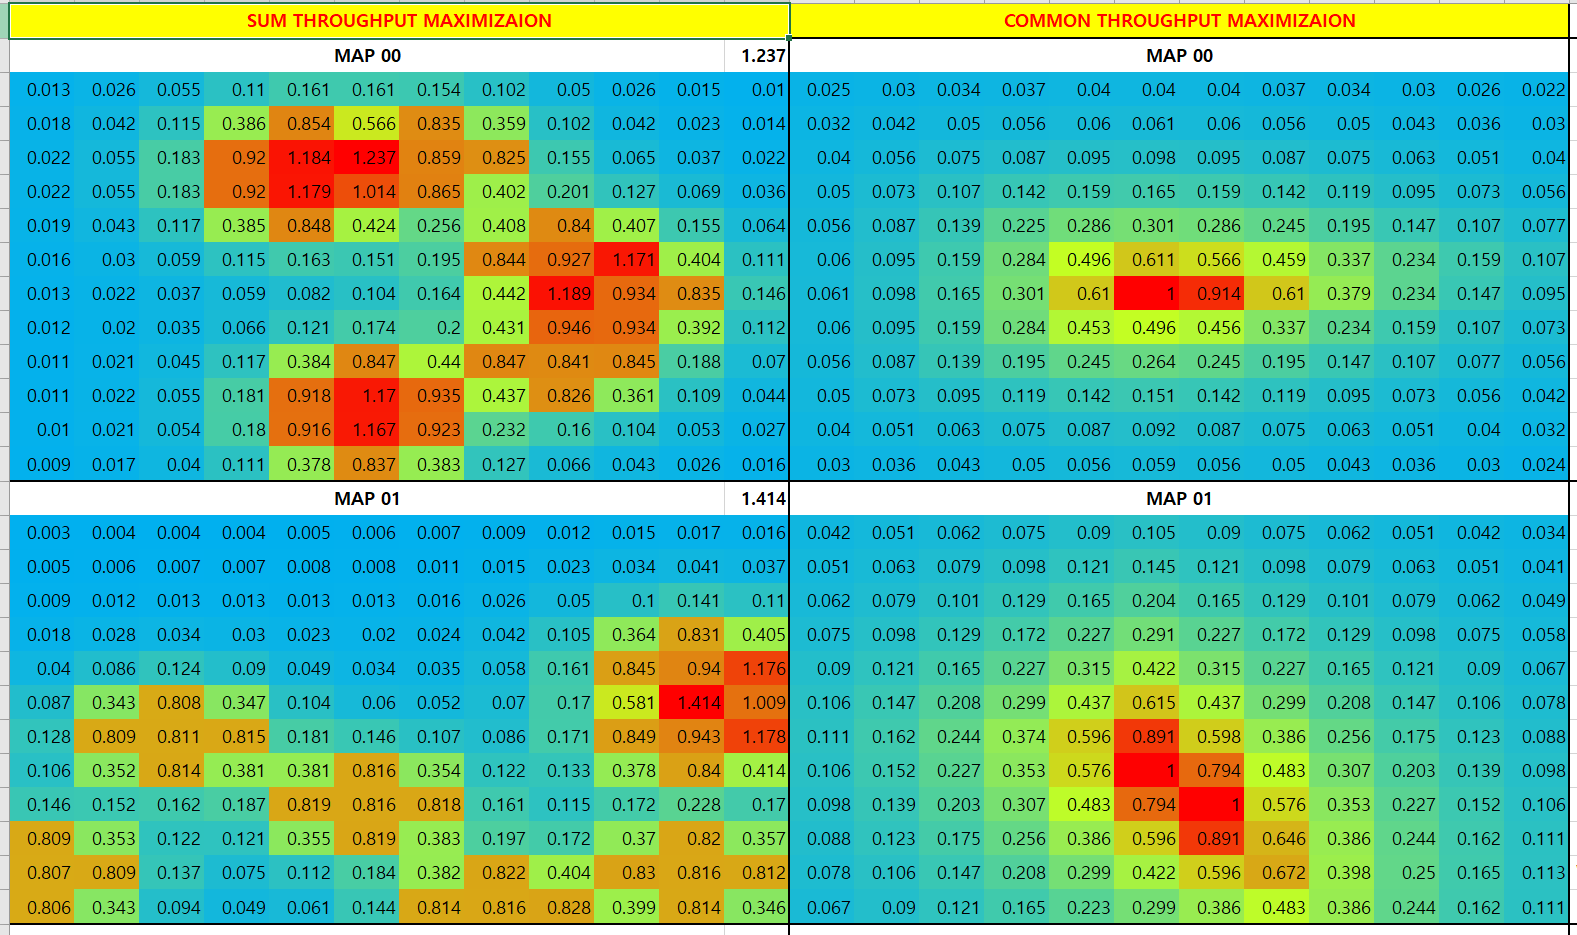 SUM THROUGHPUT MAXIMIZAION
MAP 00 1.237
0.013 0.026 0.055 0.11 0.161 0.161 0.154 0.102 0.05 0.026 0.015 0.01
0.018 0.042 0.115 0.386 0.854 0.566 0.835 0.359 0.102 0.042 0.023 0.014
0.022 0.055 0.183 0.92 1.184 1.237 0.859 0.825 0.155 0.065 0.037 0.022
0.022 0.055 0.183 0.92 1.179 1.014 0.865 0.402 0.201 0.127 0.069 0.036
0.019 0.043 0.117 0.385 0.848 0.424 0.256 0.408 0.84 0.407 0.155 0.064
0.016 0.03 0.059 0.115 0.163 0.151 0.195 0.844 0.927 1.171 0.404 0.111
0.013 0.022 0.037 0.059 0.082 0.104 0.164 0.442 1.189 0.934 0.835 0.146
0.012 0.02 0.035 0.066 0.121 0.174 0.2 0.431 0.946 0.934 0.392 0.112
0.011 0.021 0.045 0.117 0.384 0.847 0.44 0.847 0.841 0.845 0.188 0.07
0.011 0.022 0.055 0.181 0.918 1.17 0.935 0.437 0.826 0.361 0.109 0.044
0.01 0.021 0.054 0.18 0.916 1.167 0.923 0.232 0.16 0.104 0.053 0.027
0.009 0.017 0.04 0.111 0.378 0.837 0.383 0.127 0.066 0.043 0.026 0.016
MAP 01 1.414
0.003 0.004 0.004 0.004 0.005 0.006 0.007 0.009 0.012 0.015 0.017 0.016
0.005 0.006 0.007 0.007 0.008 0.008 0.011 0.015 0.023 0.034 0.041 0.037
0.009 0.012 0.013 0.013 0.013 0.013 0.016 0.026 0.05 0.1 0.141 0.11
0.018 0.028 0.034 0.03 0.023 0.02 0.024 0.042 0.105 0.364 0.831 0.405
0.04 0.086 0.124 0.09 0.049 0.034 0.035 0.058 0.161 0.845 0.94 1.176
0.087 0.343 0.808 0.347 0.104 0.06 0.052 0.07 0.17 0.581 1.414 1.009
0.128 0.809 0.811 0.815 0.181 0.146 0.107 0.086 0.171 0.849 0.943 1.178
0.106 0.352 0.814 0.381 0.381 0.816 0.354 0.122 0.133 0.378 0.84 0.414
0.146 0.152 0.162 0.187 0.819 0.816 0.818 0.161 0.115 0.172 0.228 0.17
0.809 0.353 0.122 0.121 0.355 0.819 0.383 0.197 0.172 0.37 0.82 0.357
0.807 0.809 0.137 0.075 0.112 0.184 0.382 0.822 0.404 0.83 0.816 0.812
0.806 0.343 0.094 0.049 0.061 0.144 0.814 0.816 0.828 0.399 0.814 0.346
COMMON THROUGHPUT MAXIMIZAION
MAP 00
0.025 0.03 0.034 0.037 0.04 0.04 0.04 0.037 0.034 0.03 0.026 0.022
0.032 0.042 0.05 0.056 0.06 0.061 0.06 0.056 0.05 0.043 0.036 0.03
0.04 0.056 0.075 0.087 0.095 0.098 0.095 0.087 0.075 0.063 0.051 0.04
0.05 0.073 0.107 0.142 0.159 0.165 0.159 0.142 0.119 0.095 0.073 0.056
0.056 0.087 0.139 0.225 0.286 0.301 0.286 0.245 0.195 0.147 0.107 0.077
0.06 0.095 0.159 0.284 0.496 0.611 0.566 0.459 0.337 0.234 0.159 0.107
0.061 0.098 0.165 0.301 0.61 1 0.914 0.61 0.379 0.234 0.147 0.095
0.06 0.095 0.159 0.284 0.453 0.496 0.456 0.337 0.234 0.159 0.107 0.073
0.056 0.087 0.139 0.195 0.245 0.264 0.245 0.195 0.147 0.107 0.077 0.056
0.05 0.073 0.095 0.119 0.142 0.151 0.142 0.119 0.095 0.073 0.056 0.042
0.04 0.051 0.063 0.075 0.087 0.092 0.087 0.075 0.063 0.051 0.04 0.032
0.03 0.036 0.043 0.05 0.056 0.059 0.056 0.05 0.043 0.036 0.03 0.024
MAP 01
0.042 0.051 0.062 0.075 0.09 0.105 0.09 0.075 0.062 0.051 0.042 0.034
0.051 0.063 0.079 0.098 0.121 0.145 0.121 0.098 0.079 0.063 0.051 0.041
0.062 0.079 0.101 0.129 0.165 0.204 0.165 0.129 0.101 0.079 0.062 0.049
0.075 0.098 0.129 0.172 0.227 0.291 0.227 0.172 0.129 0.098 0.075 0.058
0.09 0.121 0.165 0.227 0.315 0.422 0.315 0.227 0.165 0.121 0.09 0.067
0.106 0.147 0.208 0.299 0.437 0.615 0.437 0.299 0.208 0.147 0.106 0.078
0.111 0.162 0.244 0.374 0.596 0.891 0.598 0.386 0.256 0.175 0.123 0.088
0.106 0.152 0.227 0.353 0.576 1 0.794 0.483 0.307 0.203 0.139 0.098
0.098 0.139 0.203 0.307 0.483 0.794 1 0.576 0.353 0.227 0.152 0.106
0.088 0.123 0.175 0.256 0.386 0.596 0.891 0.646 0.386 0.244 0.162 0.111
0.078 0.106 0.147 0.208 0.299 0.422 0.596 0.672 0.398 0.25 0.165 0.113
0.067 0.09 0.121 0.165 0.223 0.299 0.386 0.483 0.386 0.244 0.162 0.111